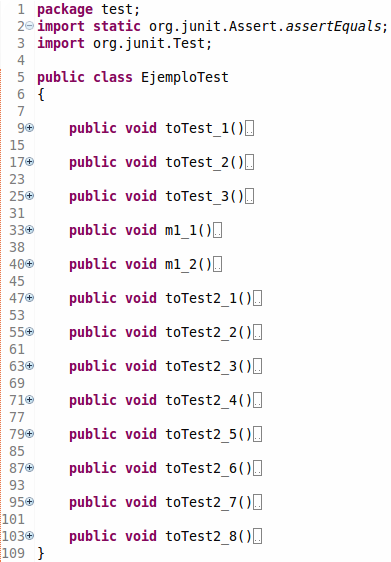 1 package test;
2 import static org.junit.Assert.assertEquals;
3 import org.junit.Test;
4
5 public class EjemploTest
6 {
7
9 public void toTest_1()
15
17 public void toTest_2()
23
25 public void toTest_3()
31
33 public void m1_1()
38
40 public void m1_2()
45
47 public void toTest2_1()
53
55 public void toTest2_2()
61
63 public void toTest2_3()
69
71 public void toTest2_4()
77
79 public void toTest2_5()
85
87 public void toTest2_6()
93
95 public void toTest2_7()
101
103 public void toTest2_8()
109 }